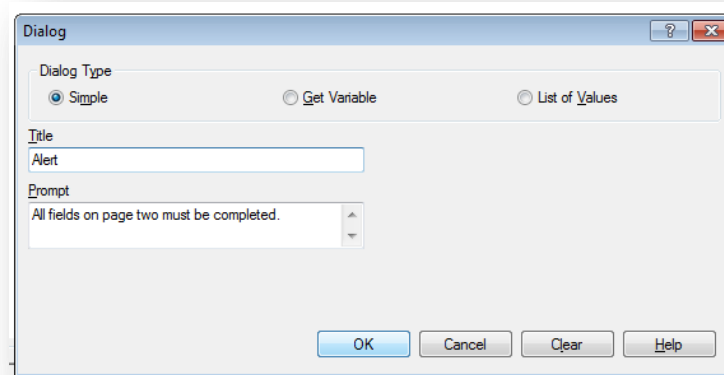 Dialog
Dialog Type
Simple Get Variable List of Values
Title
Alert
Prompt
All fields on page two must be completed.
OK Cancel Clear Help